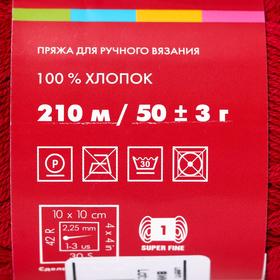 ПРЯЖА ДЛЯ РУЧНОГО ВЯЗАНИЯ
100 % ХЛОПОК
210 м / 50 ± 3 г
P
30
10 x 10 cm
42 R
2,25 mm
1-3 us
4 x 4 in
30 S
1
SUPER FINE